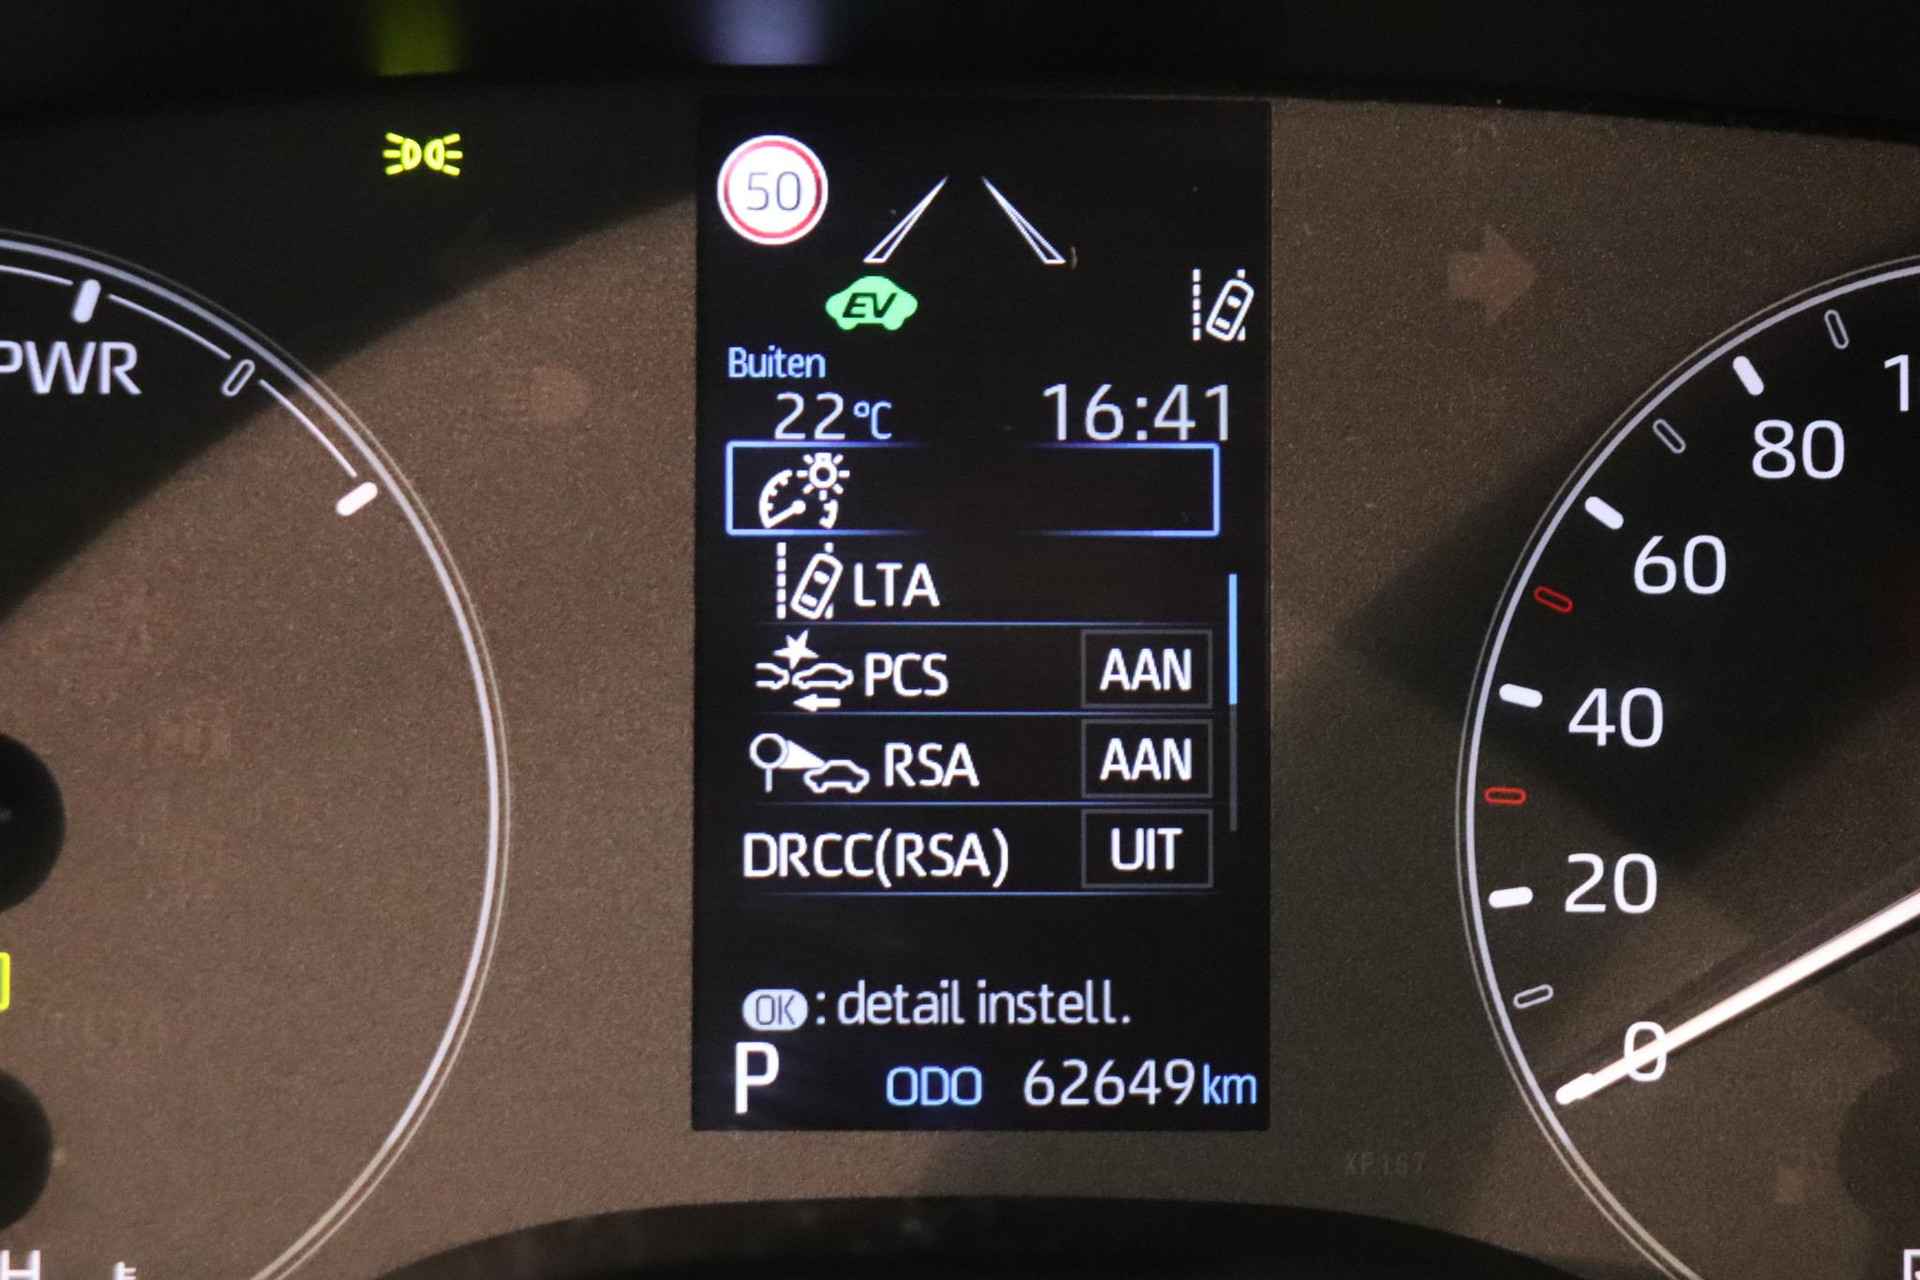 50
EV
Buiten
22°C 16:41
LTA
PCS AAN
RSA AAN
DRCC(RSA) UIT
OK : detail instell.
P ODO 62649 km
PWR
H
80
60
40
20
0